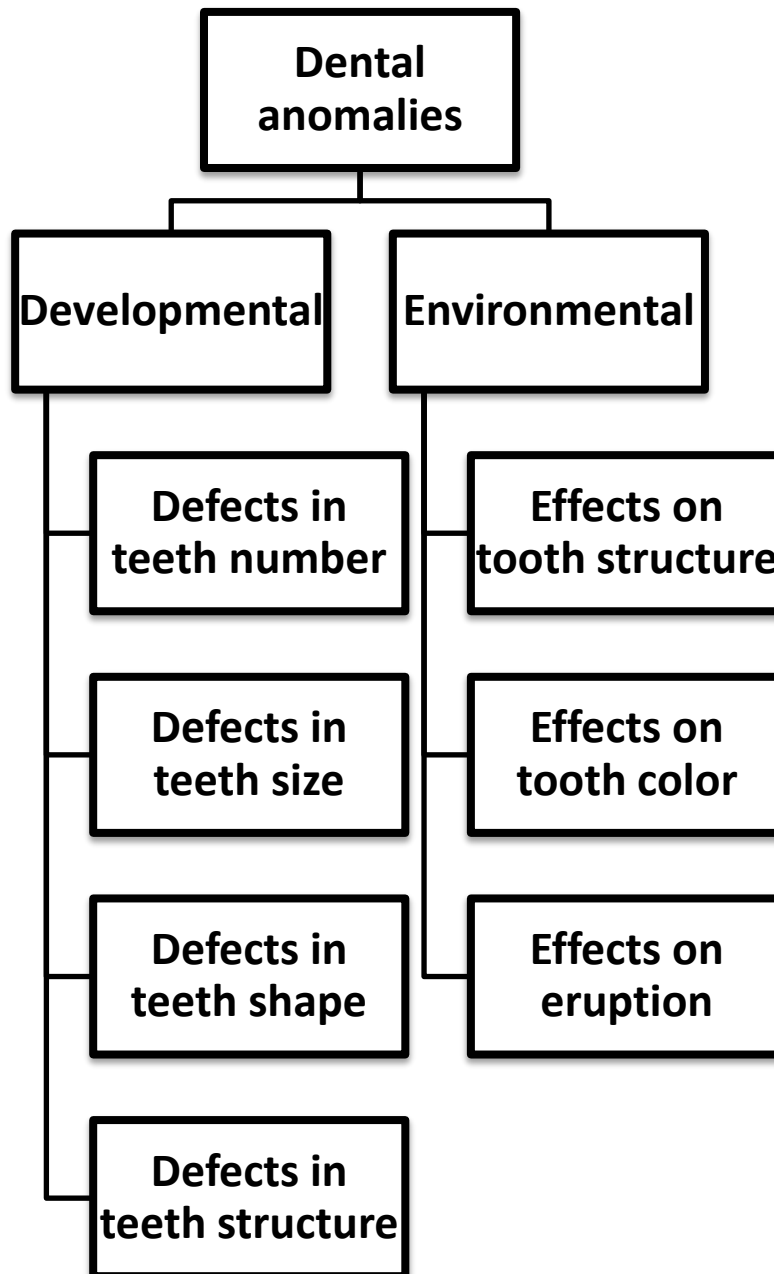 Dental
anomalies
Developmental
Environmental
Defects in
teeth number
Defects in
teeth size
Defects in
teeth shape
Defects in
teeth structure
Effects on
tooth structure
Effects on
tooth color
Effects on
eruption